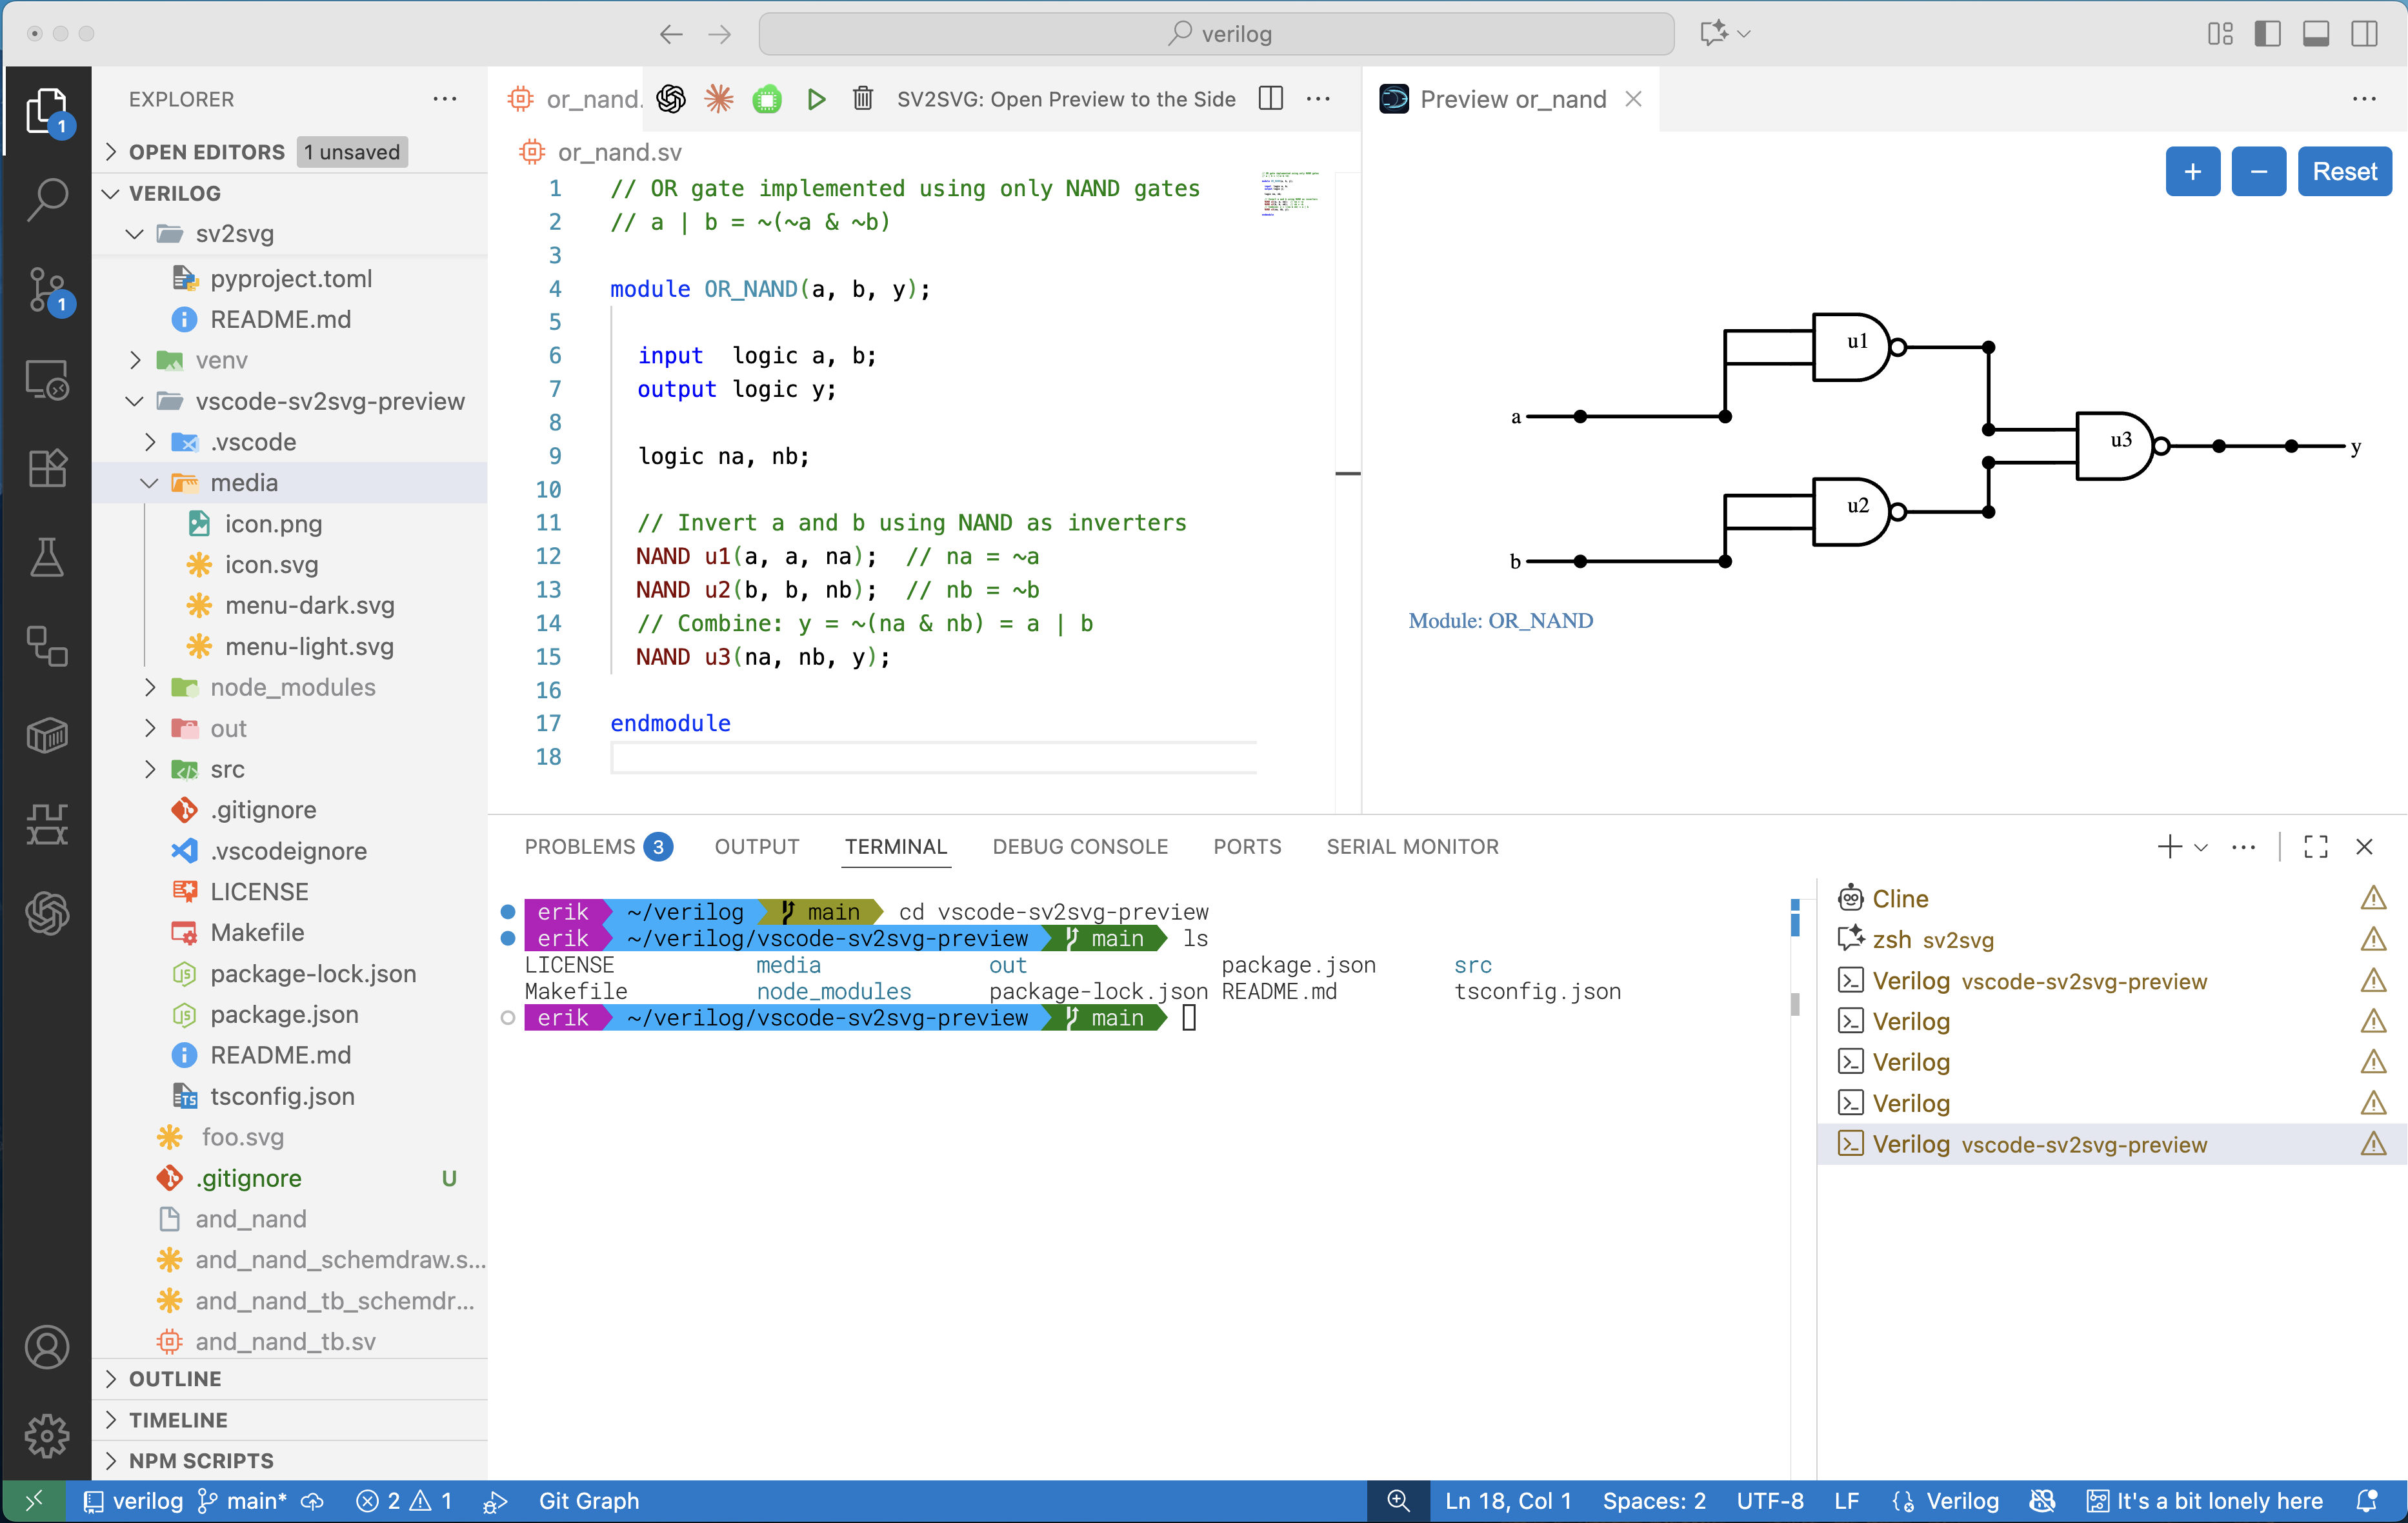 verilog
1
1
EXPLORER
OPEN EDITORS 1 unsaved
VERILOG
sv2svg
pyproject.toml
README.md
venv
vscode-sv2svg-preview
.vscode
media
icon.png
icon.svg
menu-dark.svg
menu-light.svg
node_modules
out
src
.gitignore
.vscodeignore
LICENSE
Makefile
package-lock.json
package.json
README.md
tsconfig.json
foo.svg
.gitignore U
and_nand
and_nand_schemdraw.s...
and_nand_tb_schemdr...
and_nand_tb.sv
OUTLINE
TIMELINE
NPM SCRIPTS
or_nand.
SV2SVG: Open Preview to the Side
or_nand.sv
1 // OR gate implemented using only NAND gates
2 // a | b = ~(~a & ~b)
3
4 module OR_NAND(a, b, y);
5
6 input  logic a, b;
7 output logic y;
8
9 logic na, nb;
10
11 // Invert a and b using NAND as inverters
12 NAND u1(a, a, na);  // na = ~a
13 NAND u2(b, b, nb);  // nb = ~b
14 // Combine: y = ~(na & nb) = a | b
15 NAND u3(na, nb, y);
16
17 endmodule
18
Preview or_nand
+ − Reset
u1
a
u3
y
u2
b
Module: OR_NAND
PROBLEMS 3 OUTPUT TERMINAL DEBUG CONSOLE PORTS SERIAL MONITOR
erik ~/verilog main cd vscode-sv2svg-preview
erik ~/verilog/vscode-sv2svg-preview main ls
LICENSE media out package.json src
Makefile node_modules package-lock.json README.md tsconfig.json
erik ~/verilog/vscode-sv2svg-preview main
Cline
zsh sv2svg
Verilog vscode-sv2svg-preview
Verilog
Verilog
Verilog
Verilog vscode-sv2svg-preview
verilog main* 2 1 Git Graph Ln 18, Col 1 Spaces: 2 UTF-8 LF Verilog It's a bit lonely here